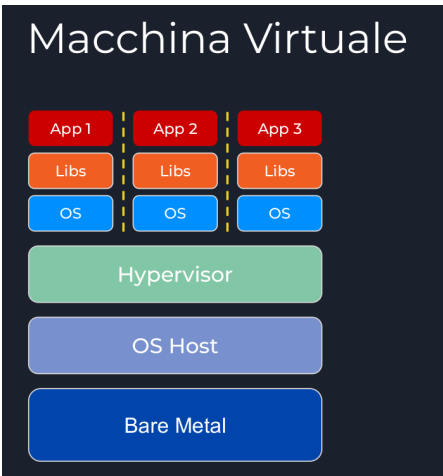 Macchina Virtuale
App 1 App 2 App 3
Libs Libs Libs
OS OS OS
Hypervisor
OS Host
Bare Metal